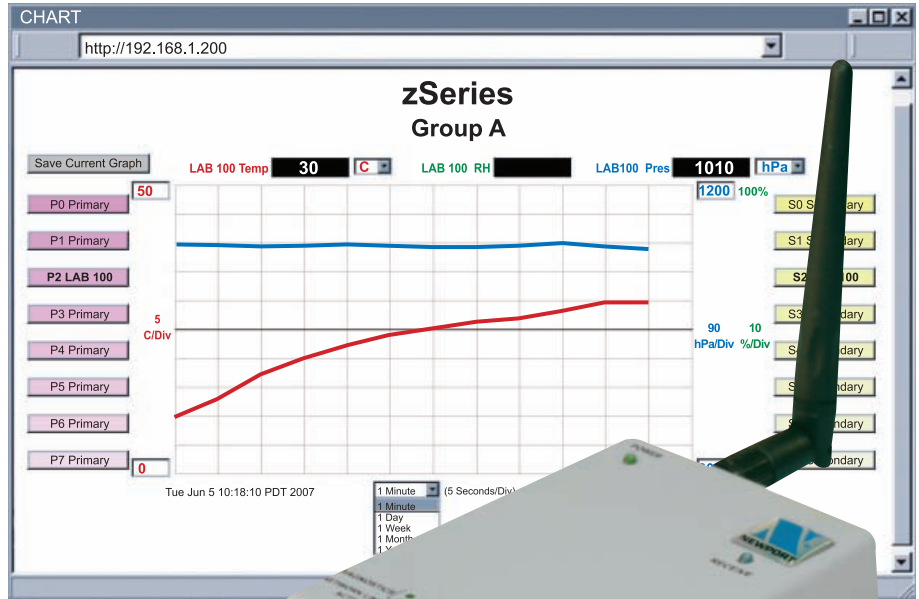 CHART
http://192.168.1.200
zSeries
Group A
Save Current Graph
LAB 100 Temp 30 C LAB 100 RH LAB100 Pres 1010 hPa
50 1200 100%
P0 Primary
P1 Primary
P2 LAB 100
P3 Primary
P4 Primary
P5 Primary
P6 Primary
P7 Primary
5
C/Div
90 10
hPa/Div %/Div
0
S0
S1
Tue Jun 5 10:18:10 PDT 2007 1 Minute (5 Seconds/Div)
1 Minute
1 Day
1 Week
1 Month
POWER
NEWPORT
RECEIVE